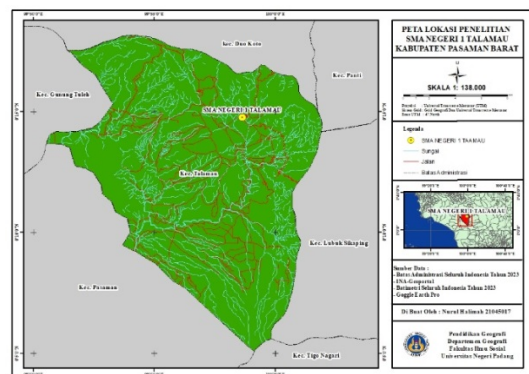 Kec. Duo Koto
Kec. Panti
Kec. Gunung Tuleh
SMA NEGERI 1 TALAMAU
Kec. Talamau
Kec. Lubuk Sikaping
Kec. Pasaman
Kec. Tigo Nagari
PETA LOKASI PENELITIAN
SMA NEGERI 1 TALAMAU
KABUPATEN PASAMAN BARAT
SKALA 1: 138.000
Legenda
SMA NEGERI 1 TAAMAU
Sungai
Jalan
Batas Administrasi
SMA NEGERI 1 TALAMAU
Sumber Data :
- Batas Administrasi Seluruh Indonesia Tahun 2023
- INA-Geoportal
- Batimetri Seluruh Indonesia Tahun 2023
- Goggle Earth Pro
Di Buat Oleh : Nurul Halimah 21045017
Pendidikan Geografi
Departemen Geografi
Fakultas Ilmu Sosial
Universitas Negeri Padang